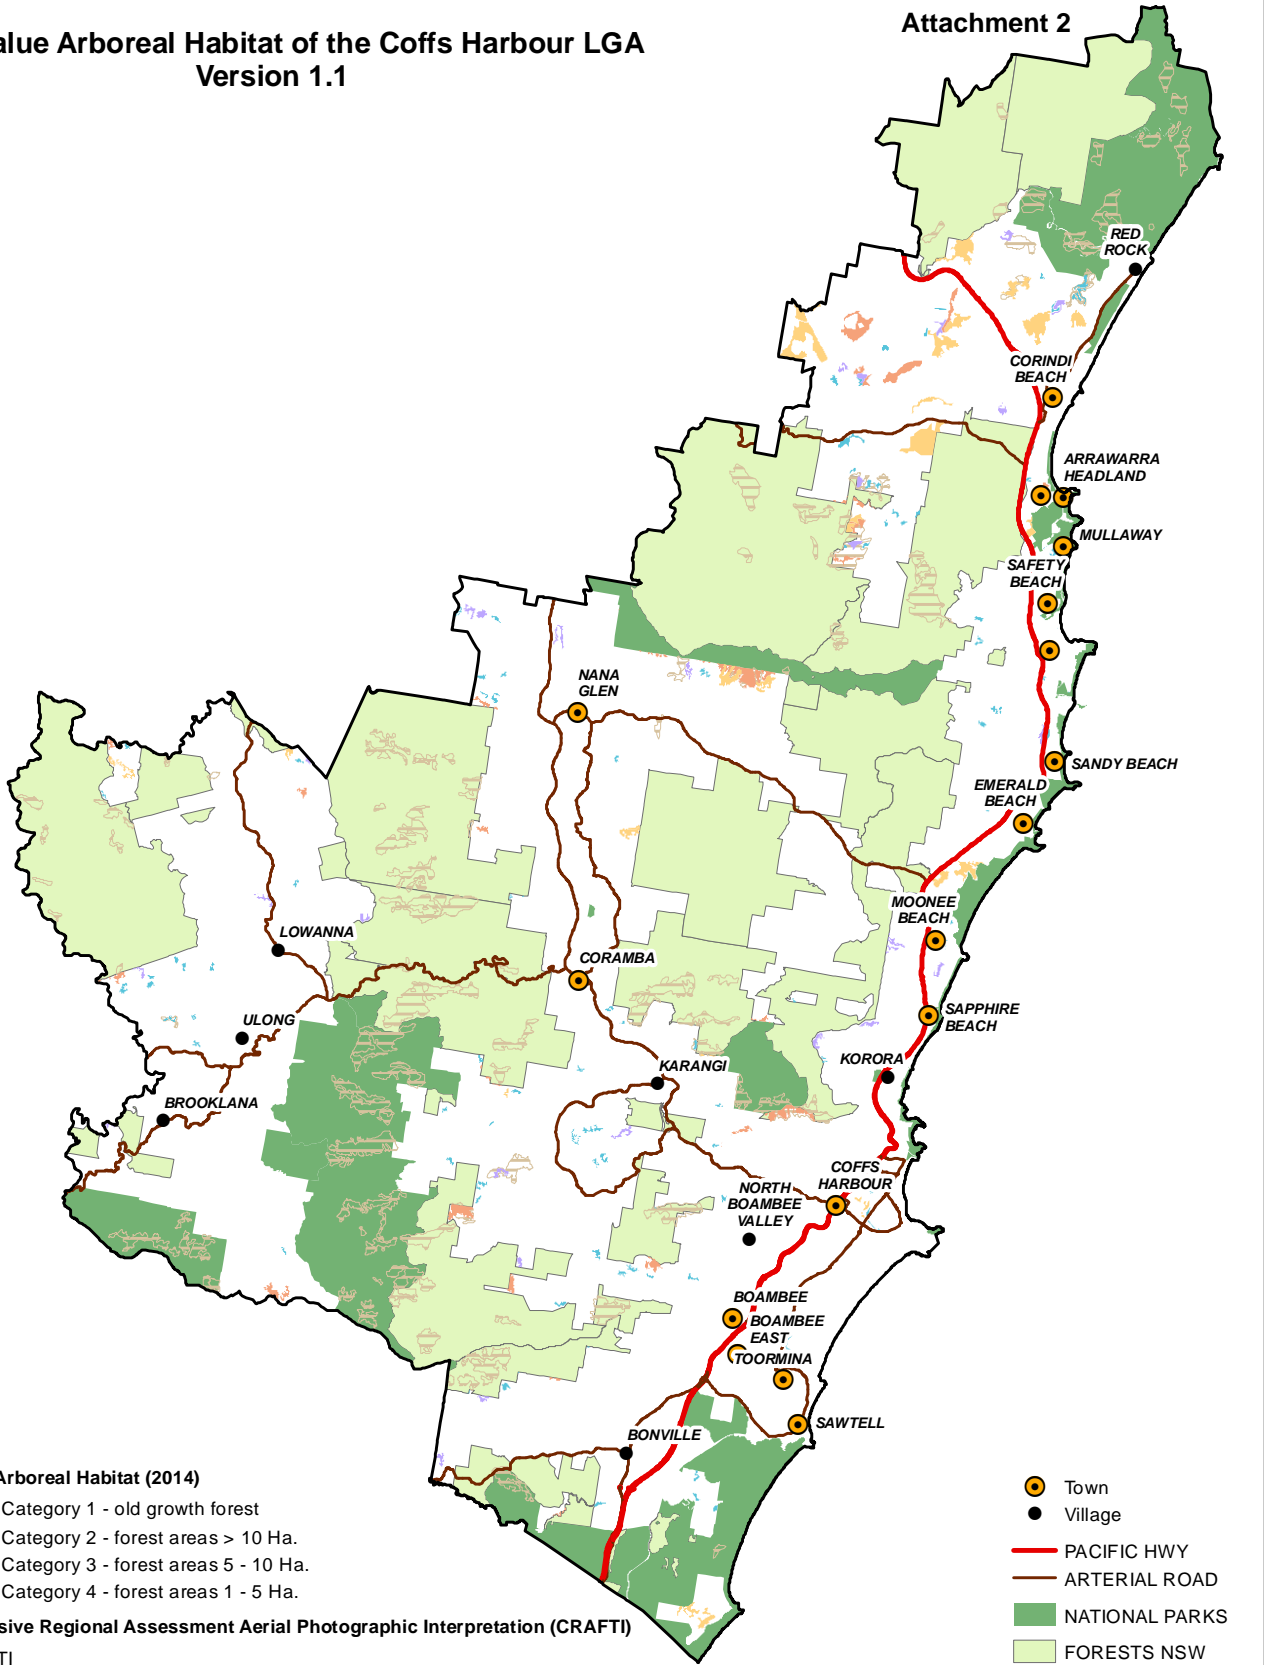 Attachment 2
alue Arboreal Habitat of the Coffs Harbour LGA
Version 1.1
RED
ROCK
CORINDI
BEACH
ARRAWARRA
HEADLAND
MULLAWAY
SAFETY
BEACH
NANA
GLEN
SANDY BEACH
EMERALD
BEACH
MOONEE
BEACH
LOWANNA
CORAMBA
ULONG
SAPPHIRE
BEACH
KORORA
KARANGI
BROOKLANA
COFFS
HARBOUR
NORTH
BOAMBEE
VALLEY
BOAMBEE
BOAMBEE
EAST
TOORMINA
SAWTELL
BONVILLE
Arboreal Habitat (2014)
Category 1 - old growth forest
Category 2 - forest areas > 10 Ha.
Category 3 - forest areas 5 - 10 Ha.
Category 4 - forest areas 1 - 5 Ha.
sive Regional Assessment Aerial Photographic Interpretation (CRAFTI)
TI
Town
Village
PACIFIC HWY
ARTERIAL ROAD
NATIONAL PARKS
FORESTS NSW